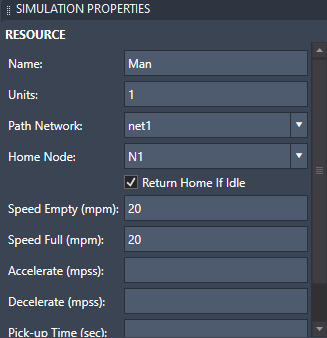 SIMULATION PROPERTIES
RESOURCE
Name: Man
Units: 1
Path Network: net1
Home Node: N1
Return Home If Idle
Speed Empty (mpm): 20
Speed Full (mpm): 20
Accelerate (mpss):
Decelerate (mpss):
Pick-up Time (sec):